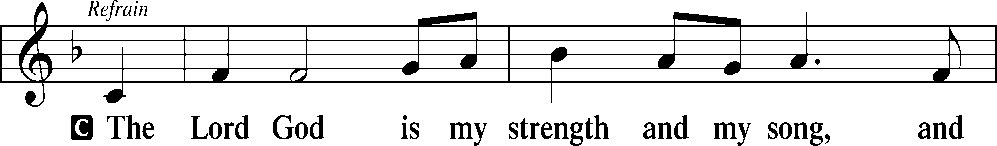 Refrain
C The Lord God is my strength and my song, and